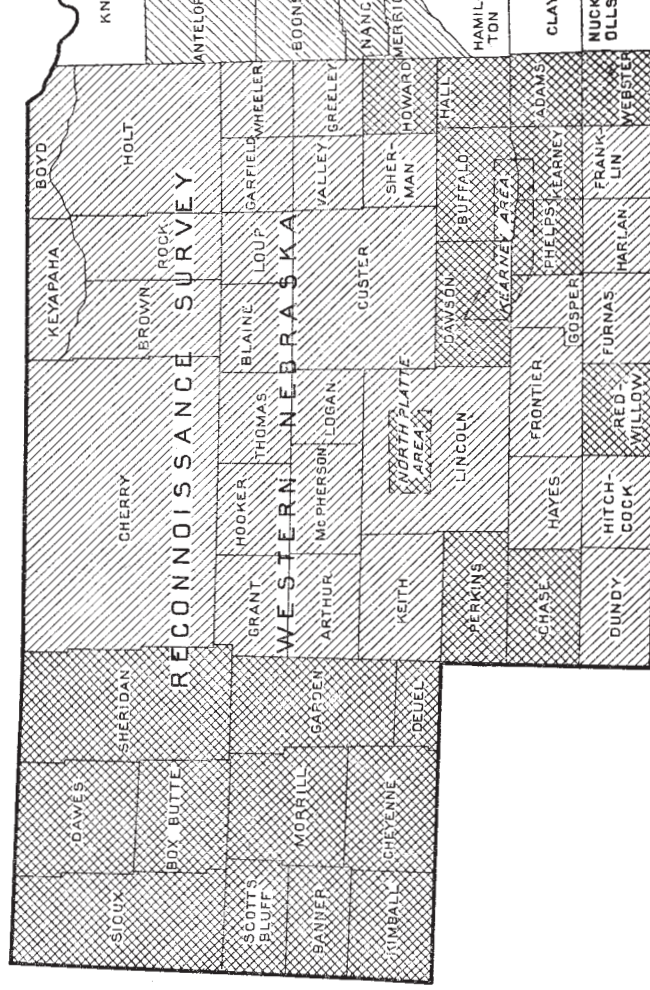 KN
BOYD
KEYAPAHA
HOLT
ROCK
BROWN
CHERRY
RECONNOISSANCE SURVEY
WESTERN NEBRASKA
SHERIDAN
DAWES
BOX BUTTE
SIOUX
ANTELOP
BOON
NANC
MERRIC
WHEELER
GARFIELD
LOUP
BLAINE
THOMAS
HOOKER
GRANT
GREELEY
VALLEY
CUSTER
LOGAN
MCPHERSON
ARTHUR
GARDEN
MORRILL
SCOTTS
BLUFF
BANNER
HOWARD
SHER-
MAN
NORTH PLATTE
AREA
LINCOLN
KEITH
DEUEL
CHEYENNE
KIMBALL
HAMIL
TON
HALL
BUFFALO
DAWSON
KEARNEY AREA
PERKINS
CLAY
ADAMS
KEARNEY
PHELPS
GOSPER
FRONTIER
HAYES
CHASE
NUCK
OLLS
WEBSTER
FRANK-
LIN
HARLAN
FURNAS
RED-
WILLOW
HITCH-
COCK
DUNDY